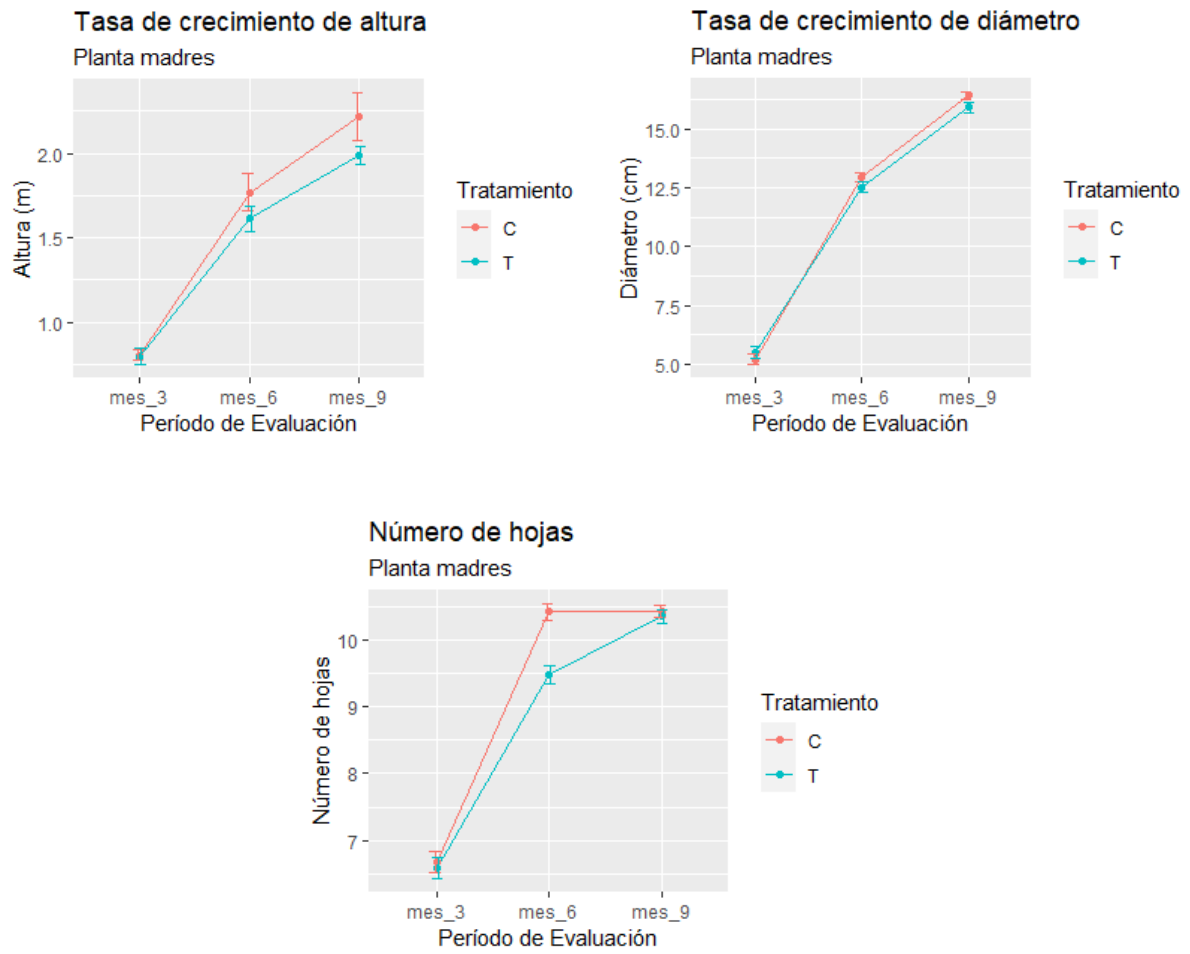 Tasa de crecimiento de altura
Planta madres
Altura (m)
2.0
1.5
1.0
mes_3 mes_6 mes_9
Período de Evaluación
Tratamiento
C
T
Tasa de crecimiento de diámetro
Planta madres
Diámetro (cm)
15.0
12.5
10.0
7.5
5.0
mes_3 mes_6 mes_9
Período de Evaluación
Tratamiento
C
T
Número de hojas
Planta madres
Número de hojas
10
9
8
7
mes_3 mes_6 mes_9
Período de Evaluación
Tratamiento
C
T